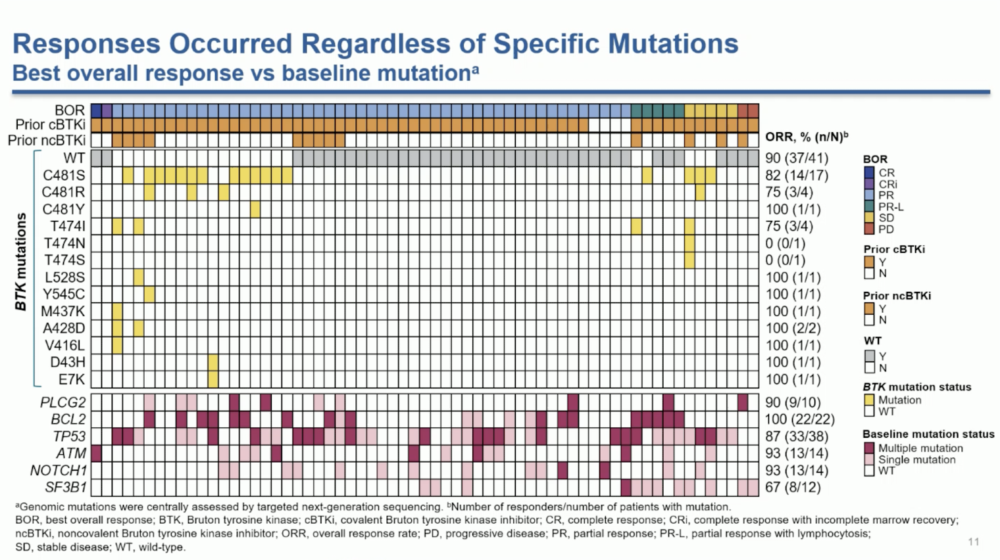 Responses Occurred Regardless of Specific Mutations
Best overall response vs baseline mutationᵃ
BOR
Prior cBTKi
Prior ncBTKi
ORR, % (n/N)ᵇ
BTK mutations
WT 90 (37/41)
C481S 82 (14/17)
C481R 75 (3/4)
C481Y 100 (1/1)
T474I 75 (3/4)
T474N 0 (0/1)
T474S 0 (0/1)
L528S 100 (1/1)
Y545C 100 (1/1)
M437K 100 (1/1)
A428D 100 (2/2)
V416L 100 (1/1)
D43H 100 (1/1)
E7K 100 (1/1)
PLCG2 90 (9/10)
BCL2 100 (22/22)
TP53 87 (33/38)
ATM 93 (13/14)
NOTCH1 93 (13/14)
SF3B1 67 (8/12)
BOR
CR
CRi
PR
PR-L
SD
PD
Prior cBTKi
Y
N
Prior ncBTKi
Y
N
WT
Y
N
BTK mutation status
Mutation
WT
Baseline mutation status
Multiple mutation
Single mutation
WT
ᵃGenomic mutations were centrally assessed by targeted next-generation sequencing. ᵇNumber of responders/number of patients with mutation.
BOR, best overall response; BTK, Bruton tyrosine kinase; cBTKi, covalent Bruton tyrosine kinase inhibitor; CR, complete response; CRi, complete response with incomplete marrow recovery;
ncBTKi, noncovalent Bruton tyrosine kinase inhibitor; ORR, overall response rate; PD, progressive disease; PR, partial response; PR-L, partial response with lymphocytosis;
SD, stable disease; WT, wild-type.
11